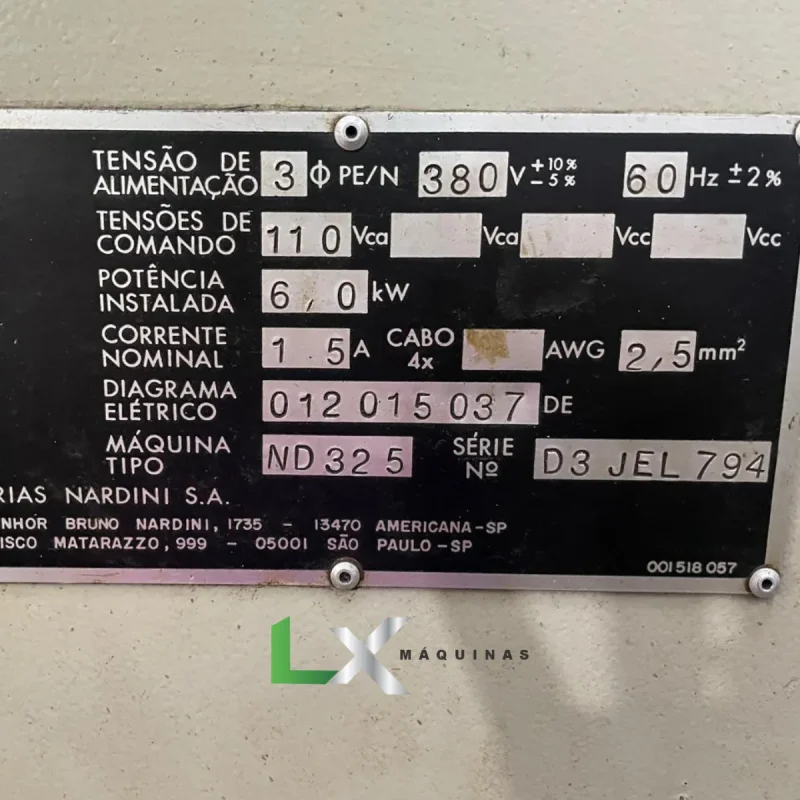 TENSÃO DE ALIMENTAÇÃO 3 ɸ PE/N 380 V +10% -5% 60 Hz ±2%
TENSÕES DE COMANDO 110 Vca Vca Vcc Vcc
POTÊNCIA INSTALADA 6,0 kW
CORRENTE NOMINAL 1 5 A CABO 4x AWG 2,5 mm²
DIAGRAMA ELÉTRICO 012 015 037 DE
MÁQUINA TIPO ND 325 SÉRIE Nº D3 JEL 794
RIAS NARDINI S.A.
NHOR BRUNO NARDINI, 1735 - 13470 AMERICANA-SP
ISCO MATARAZZO, 999 - 05001 SÃO PAULO-SP
001 518 057
LX MÁQUINAS